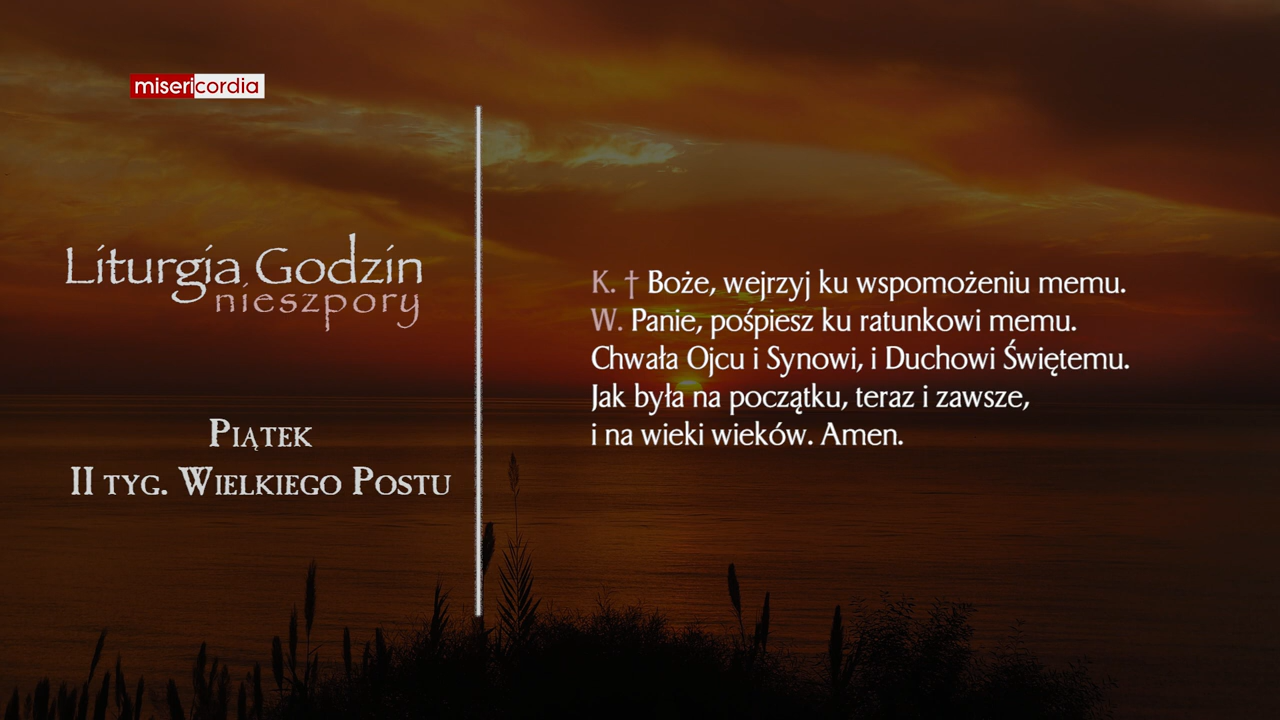 misericordia
Liturgia Godzin
nieszpory
Piątek
II tyg. Wielkiego Postu
K. † Boże, wejrzyj ku wspomożeniu memu.
W. Panie, pośpiesz ku ratunkowi memu.
Chwała Ojcu i Synowi, i Duchowi Świętemu.
Jak była na początku, teraz i zawsze,
i na wieki wieków. Amen.